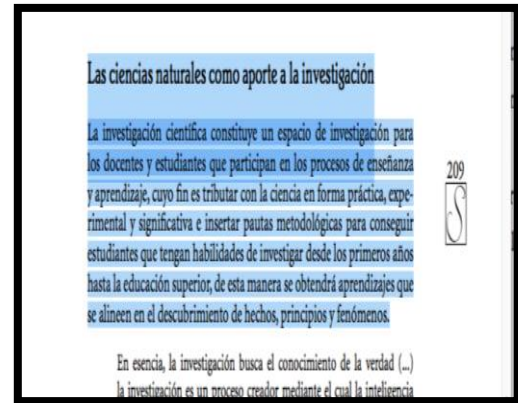 Las ciencias naturales como aporte a la investigación
La investigación científica constituye un espacio de investigación para
los docentes y estudiantes que participan en los procesos de enseñanza
y aprendizaje, cuyo fin es tributar con la ciencia en forma práctica, expe-
rimental y significativa e insertar pautas metodológicas para conseguir
estudiantes que tengan habilidades de investigar desde los primeros años
hasta la educación superior, de esta manera se obtendrá aprendizajes que
se alineen en el descubrimiento de hechos, principios y fenómenos.
209
S
En esencia, la investigación busca el conocimiento de la verdad (...)
la investigación es un proceso creador mediante el cual la inteligencia